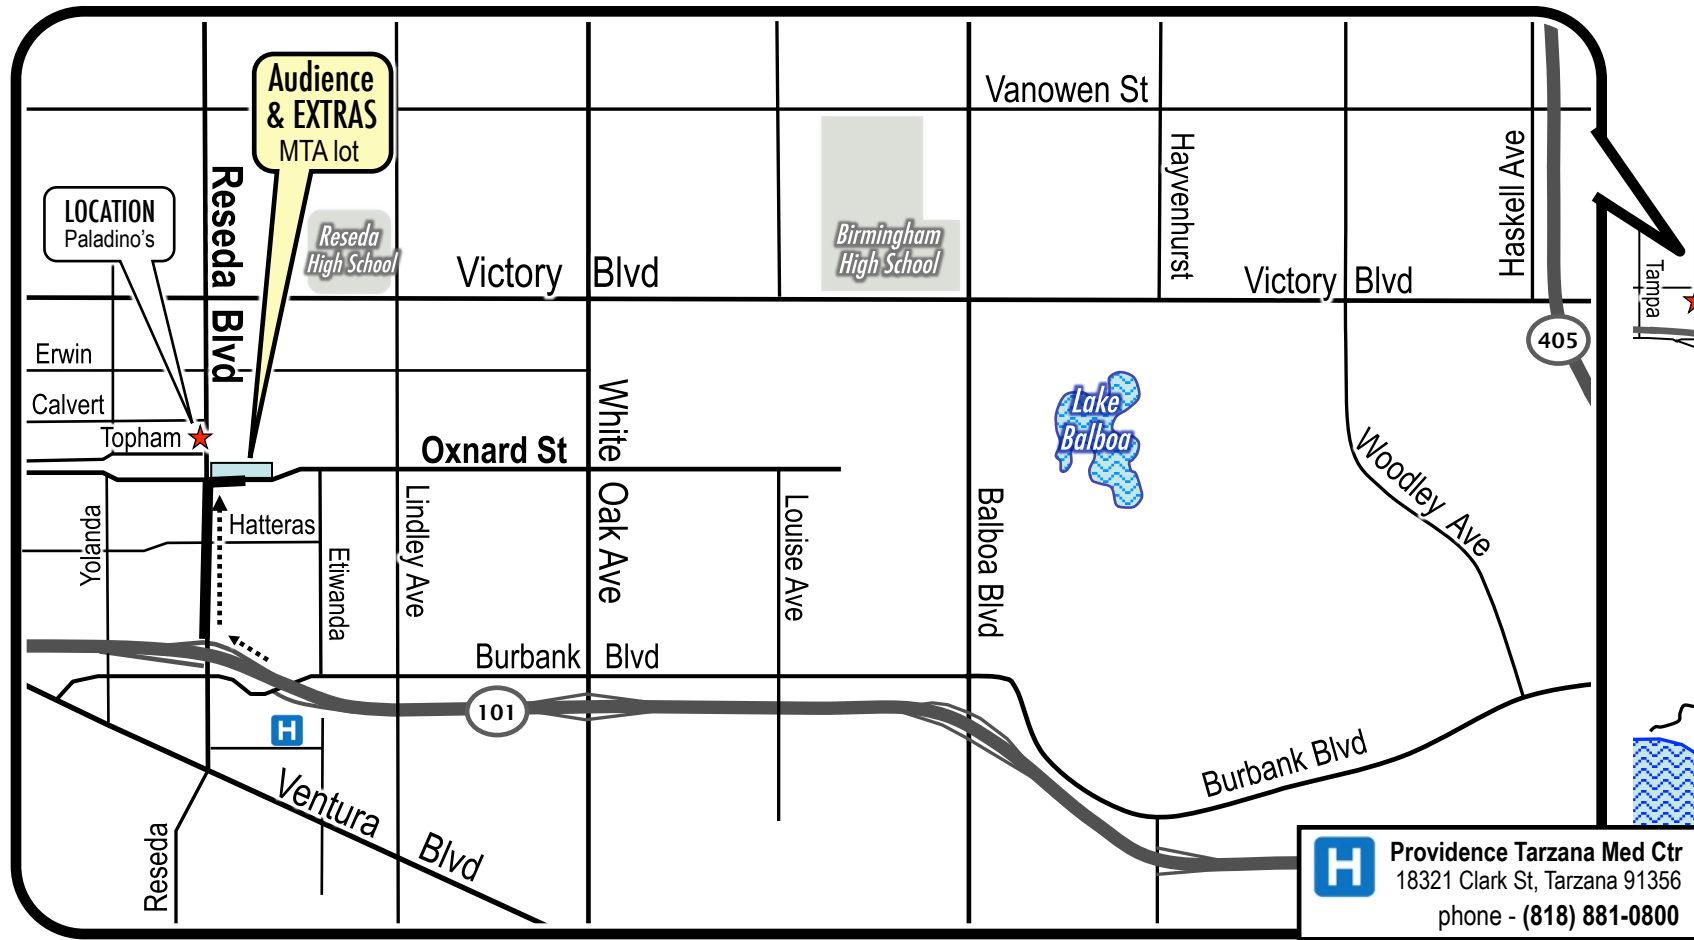 Audience
& EXTRAS
MTA lot
Vanowen St
LOCATION
Paladino's
Reseda Blvd
Reseda
High School
Birmingham
High School
Hayvenhurst
Haskell Ave
Victory Blvd
Victory Blvd
Tampa
405
Erwin
Calvert
Topham
Oxnard St
White Oak Ave
Lake
Balboa
Woodley Ave
Yolanda
Hatteras
Etiwanda
Lindley Ave
Louise Ave
Balboa Blvd
Burbank Blvd
101
H
Ventura Blvd
Burbank Blvd
Reseda
H
Providence Tarzana Med Ctr
18321 Clark St, Tarzana 91356
phone - (818) 881-0800